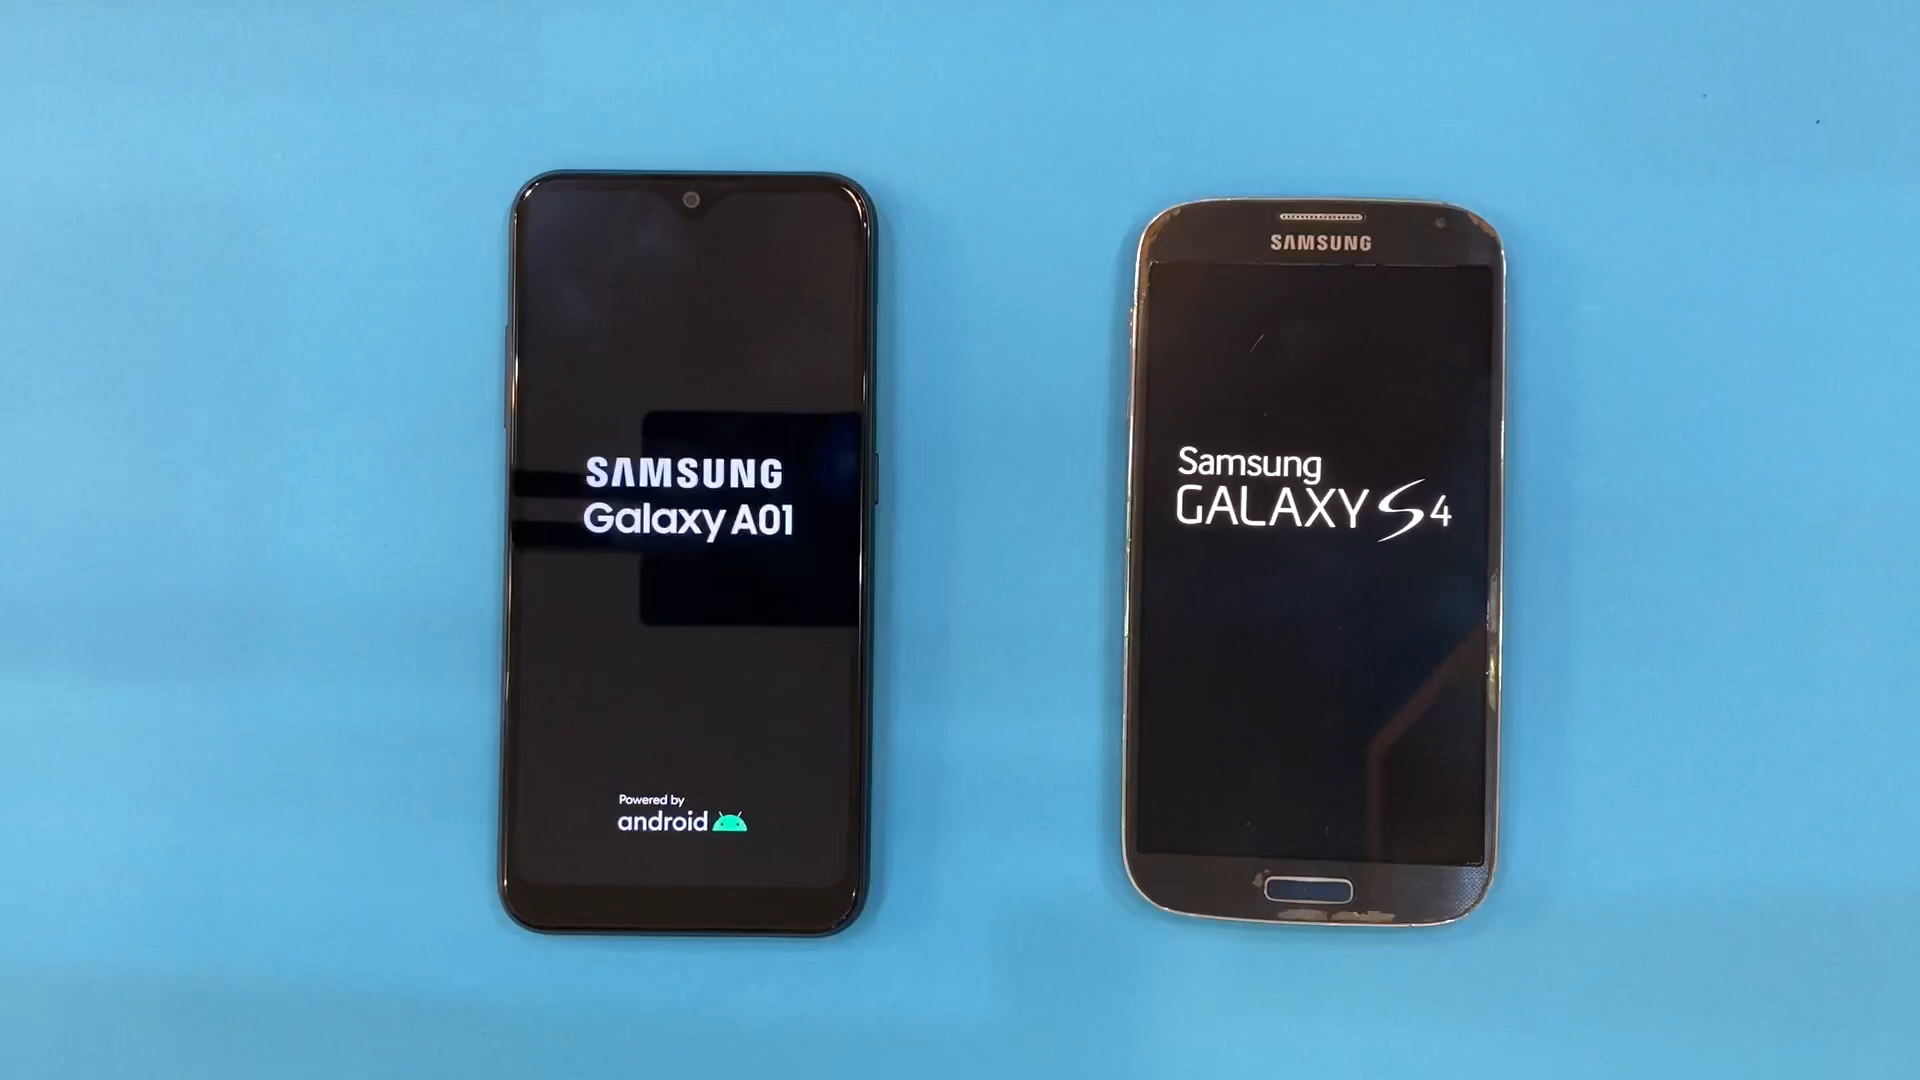 SAMSUNG
Galaxy A01
Powered by
android
SAMSUNG
Samsung
GALAXY S4